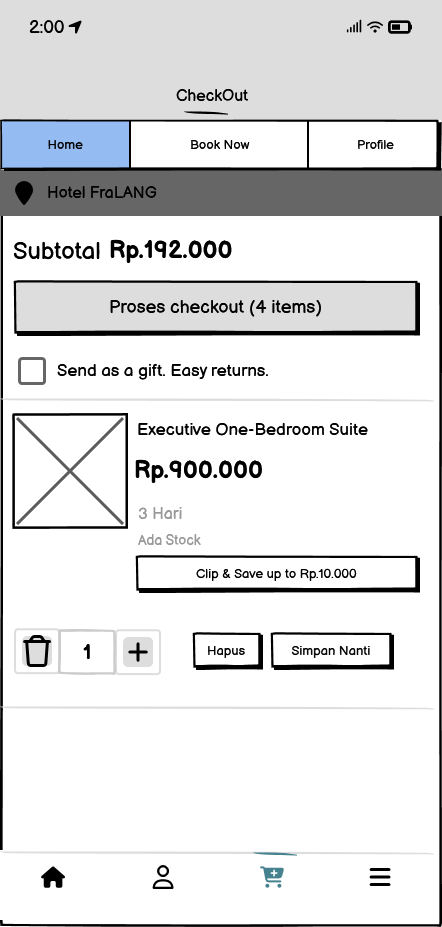 2:00
CheckOut
Home Book Now Profile
Hotel FraLANG
Subtotal Rp.192.000
Proses checkout (4 items)
Send as a gift. Easy returns.
Executive One-Bedroom Suite
Rp.900.000
3 Hari
Ada Stock
Clip & Save up to Rp.10.000
1 Hapus Simpan Nanti